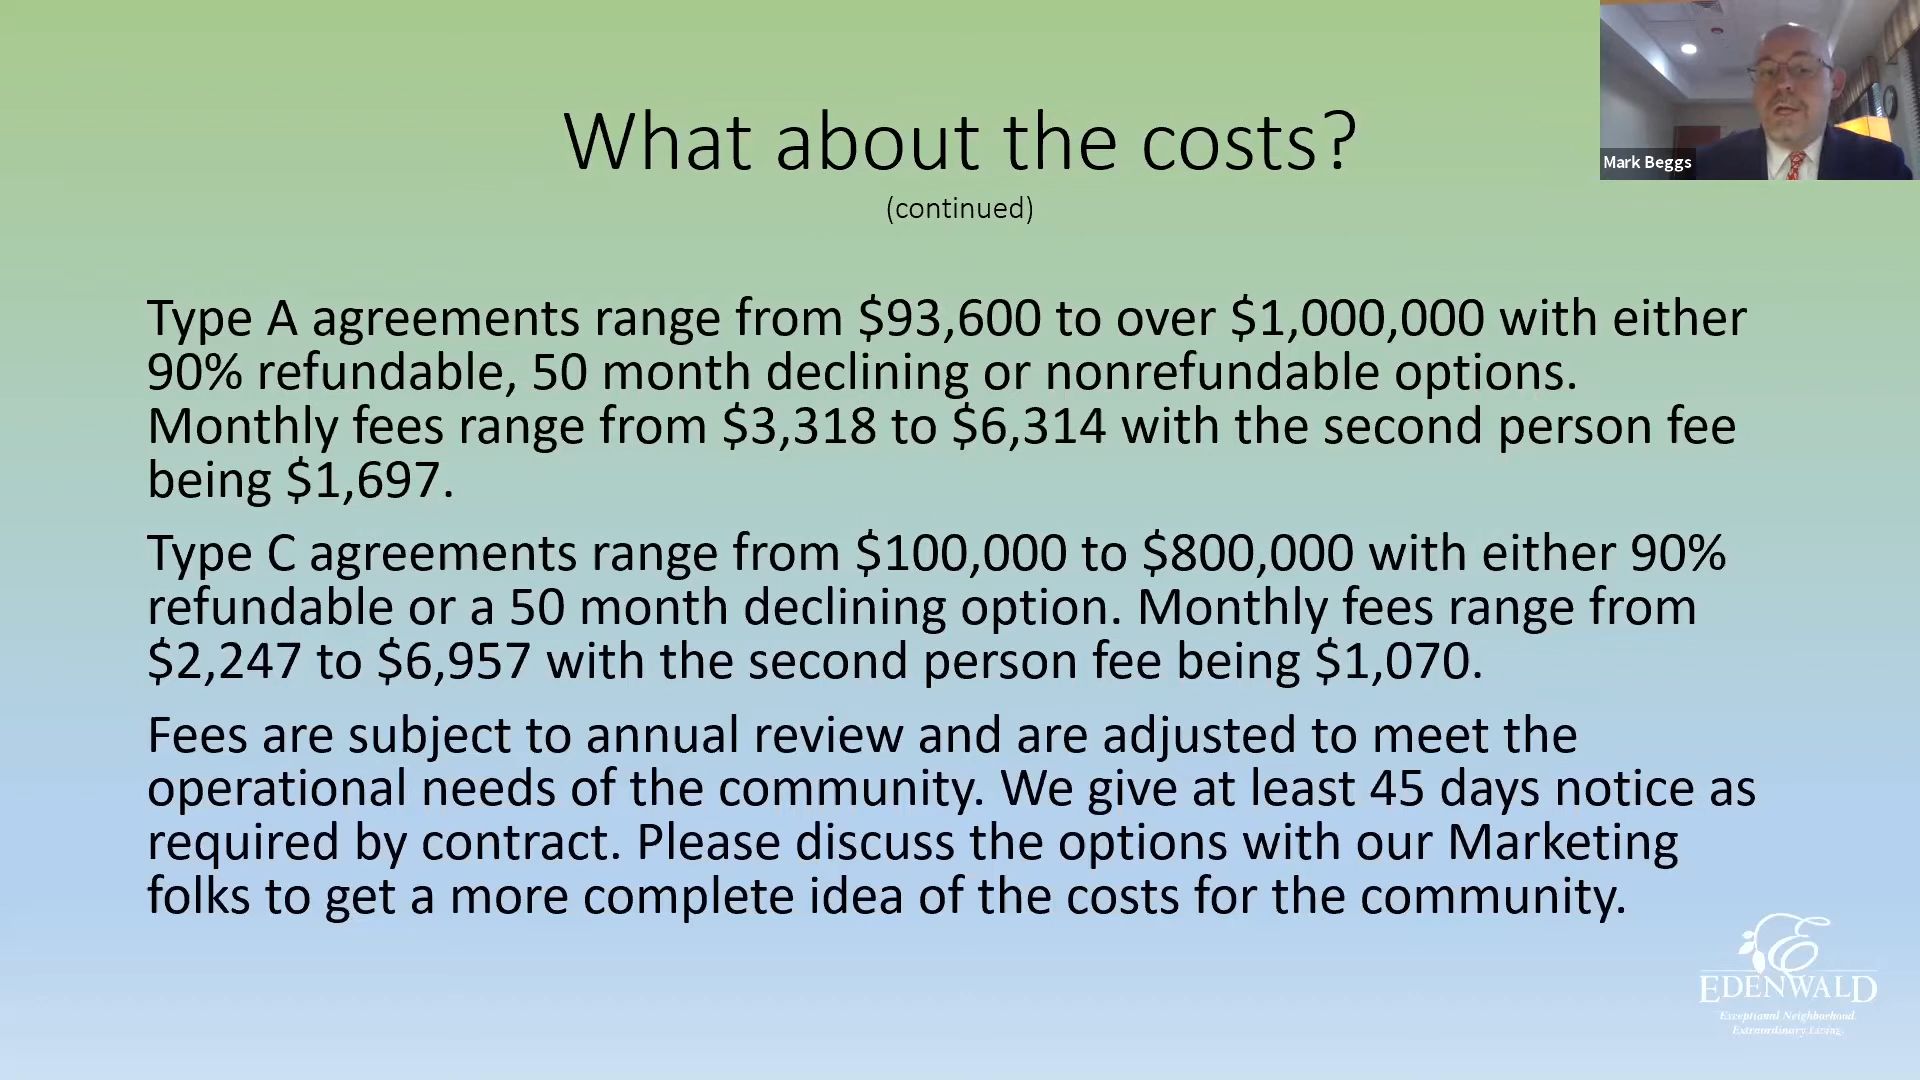 What about the costs?
(continued)
Mark Beggs
Type A agreements range from $93,600 to over $1,000,000 with either
90% refundable, 50 month declining or nonrefundable options.
Monthly fees range from $3,318 to $6,314 with the second person fee
being $1,697.
Type C agreements range from $100,000 to $800,000 with either 90%
refundable or a 50 month declining option. Monthly fees range from
$2,247 to $6,957 with the second person fee being $1,070.
Fees are subject to annual review and are adjusted to meet the
operational needs of the community. We give at least 45 days notice as
required by contract. Please discuss the options with our Marketing
folks to get a more complete idea of the costs for the community.
E
EDENWALD
Exceptional Neighborhood.
Extraordinary Living.